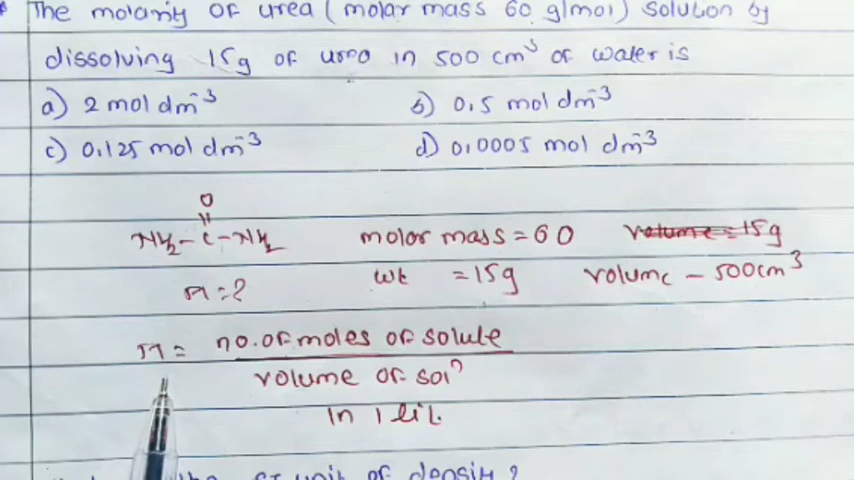 The molarity of urea (molar mass 60 g/mol) solution by
dissolving 15g of urea in 500 cm³ of water is
a) 2 mol dm⁻³ b) 0.5 mol dm⁻³
c) 0.125 mol dm⁻³ d) 0.0005 mol dm⁻³
O
NH₂-C-NH₂ molar mass = 60 volume = 15g
M = ? wt = 15g volume - 500cm³
M = no. of moles of solute
volume of solⁿ
in 1 lit.
unit of density?